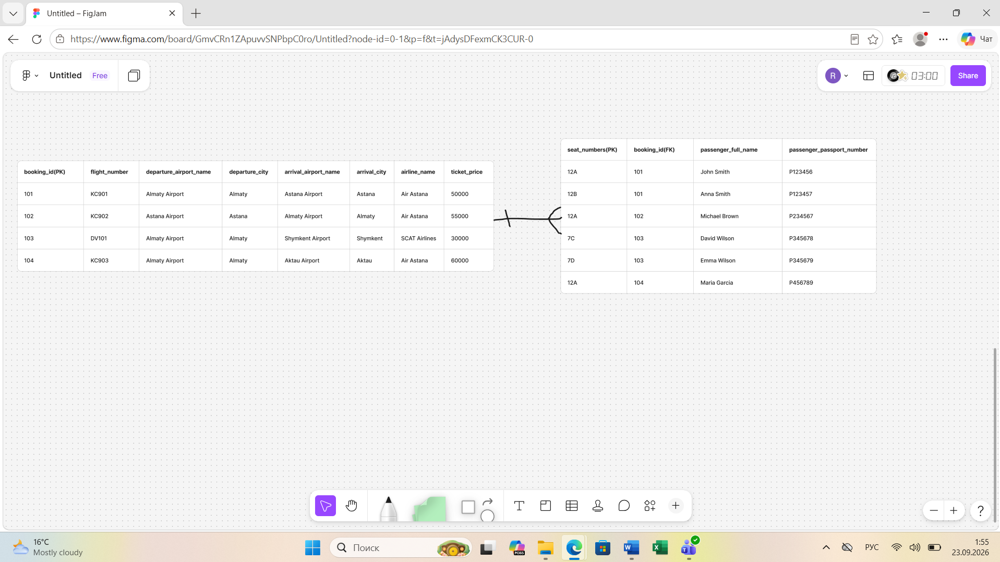 Untitled – FigJam
https://www.figma.com/board/GmvCRn1ZApuvvSNPbpC0ro/Untitled?node-id=0-1&p=f&t=jAdysDFexmCK3CUR-0
Чат
Untitled Free
R 03:00 Share
booking_id(PK) flight_number departure_airport_name departure_city arrival_airport_name arrival_city airline_name ticket_price
101 KC901 Almaty Airport Almaty Astana Airport Astana Air Astana 50000
102 KC902 Astana Airport Astana Almaty Airport Almaty Air Astana 55000
103 DV101 Almaty Airport Almaty Shymkent Airport Shymkent SCAT Airlines 30000
104 KC903 Almaty Airport Almaty Aktau Airport Aktau Air Astana 60000
seat_numbers(PK) booking_id(FK) passenger_full_name passenger_passport_number
12A 101 John Smith P123456
12B 101 Anna Smith P123457
12A 102 Michael Brown P234567
7C 103 David Wilson P345678
7D 103 Emma Wilson P345679
12A 104 Maria Garcia P456789
T
?
16°C
Mostly cloudy
Поиск
M365
W
X
T
РУС
1:55
23.09.2026